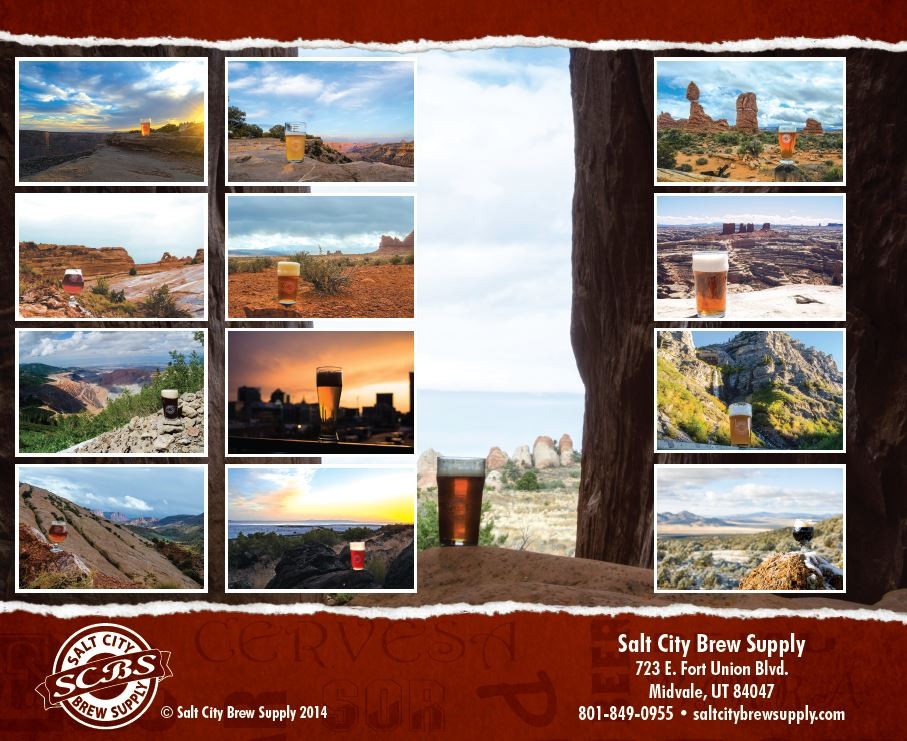 SALT CITY
SCBS
BREW SUPPLY
© Salt City Brew Supply 2014
CERVESA
SOR
Salt City Brew Supply
723 E. Fort Union Blvd.
Midvale, UT 84047
801-849-0955 • saltcitybrewsupply.com